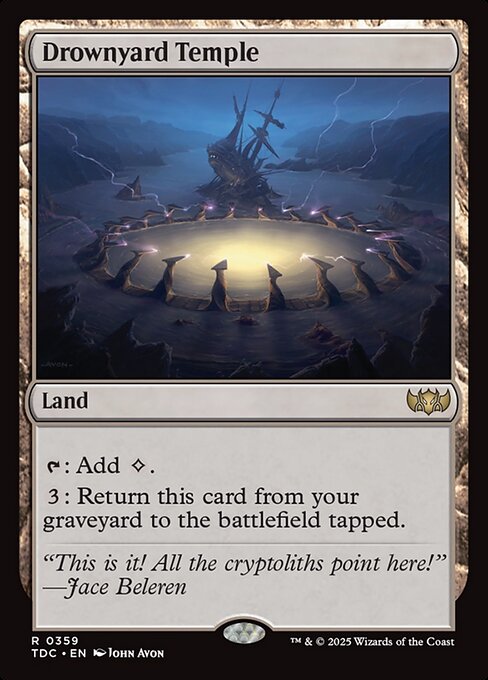 Drownyard Temple
AVON
Land
: Add .
3 : Return this card from your
graveyard to the battlefield tapped.
“This is it! All the cryptoliths point here!”
—Jace Beleren
R 0359
TDC • EN JOHN AVON
™ & © 2025 Wizards of the Coast